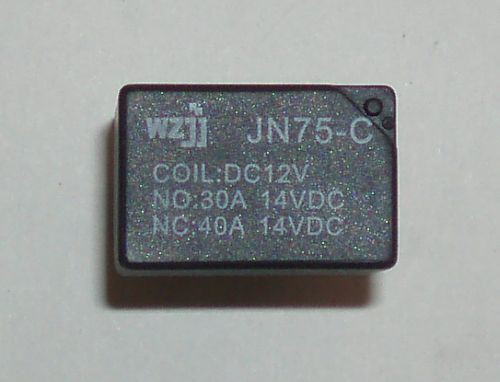 wzjj JN75-C
COIL:DC12V
NO:30A 14VDC
NC:40A 14VDC